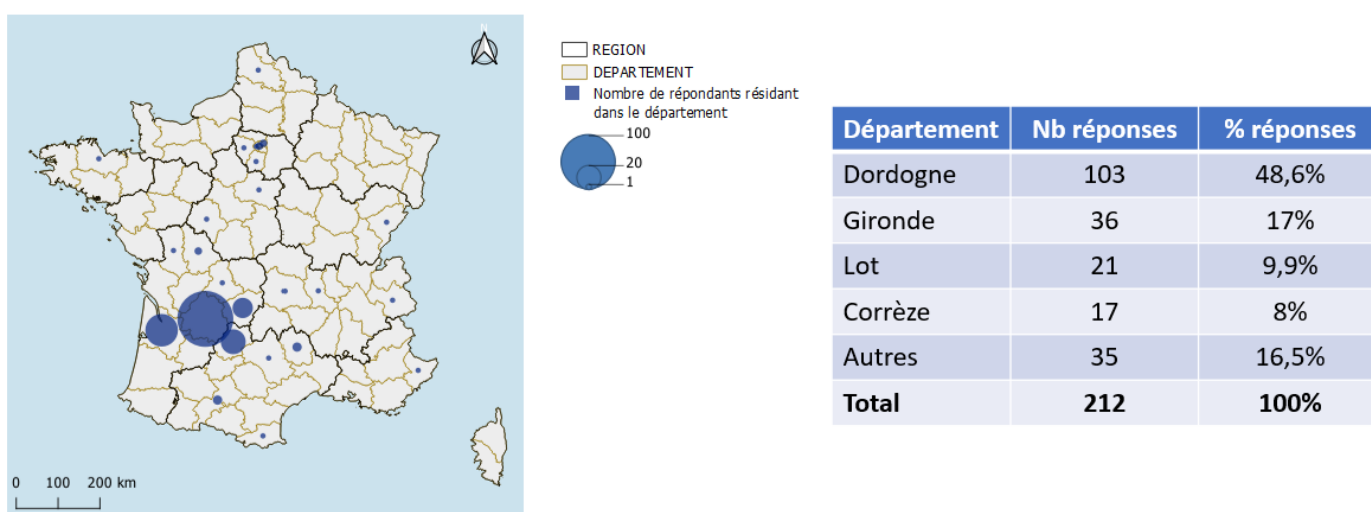 N
REGION
DEPARTEMENT
Nombre de répondants résidant
dans le département
100
20
1
0 100 200 km
Département Nb réponses % réponses
Dordogne 103 48,6%
Gironde 36 17%
Lot 21 9,9%
Corrèze 17 8%
Autres 35 16,5%
Total 212 100%